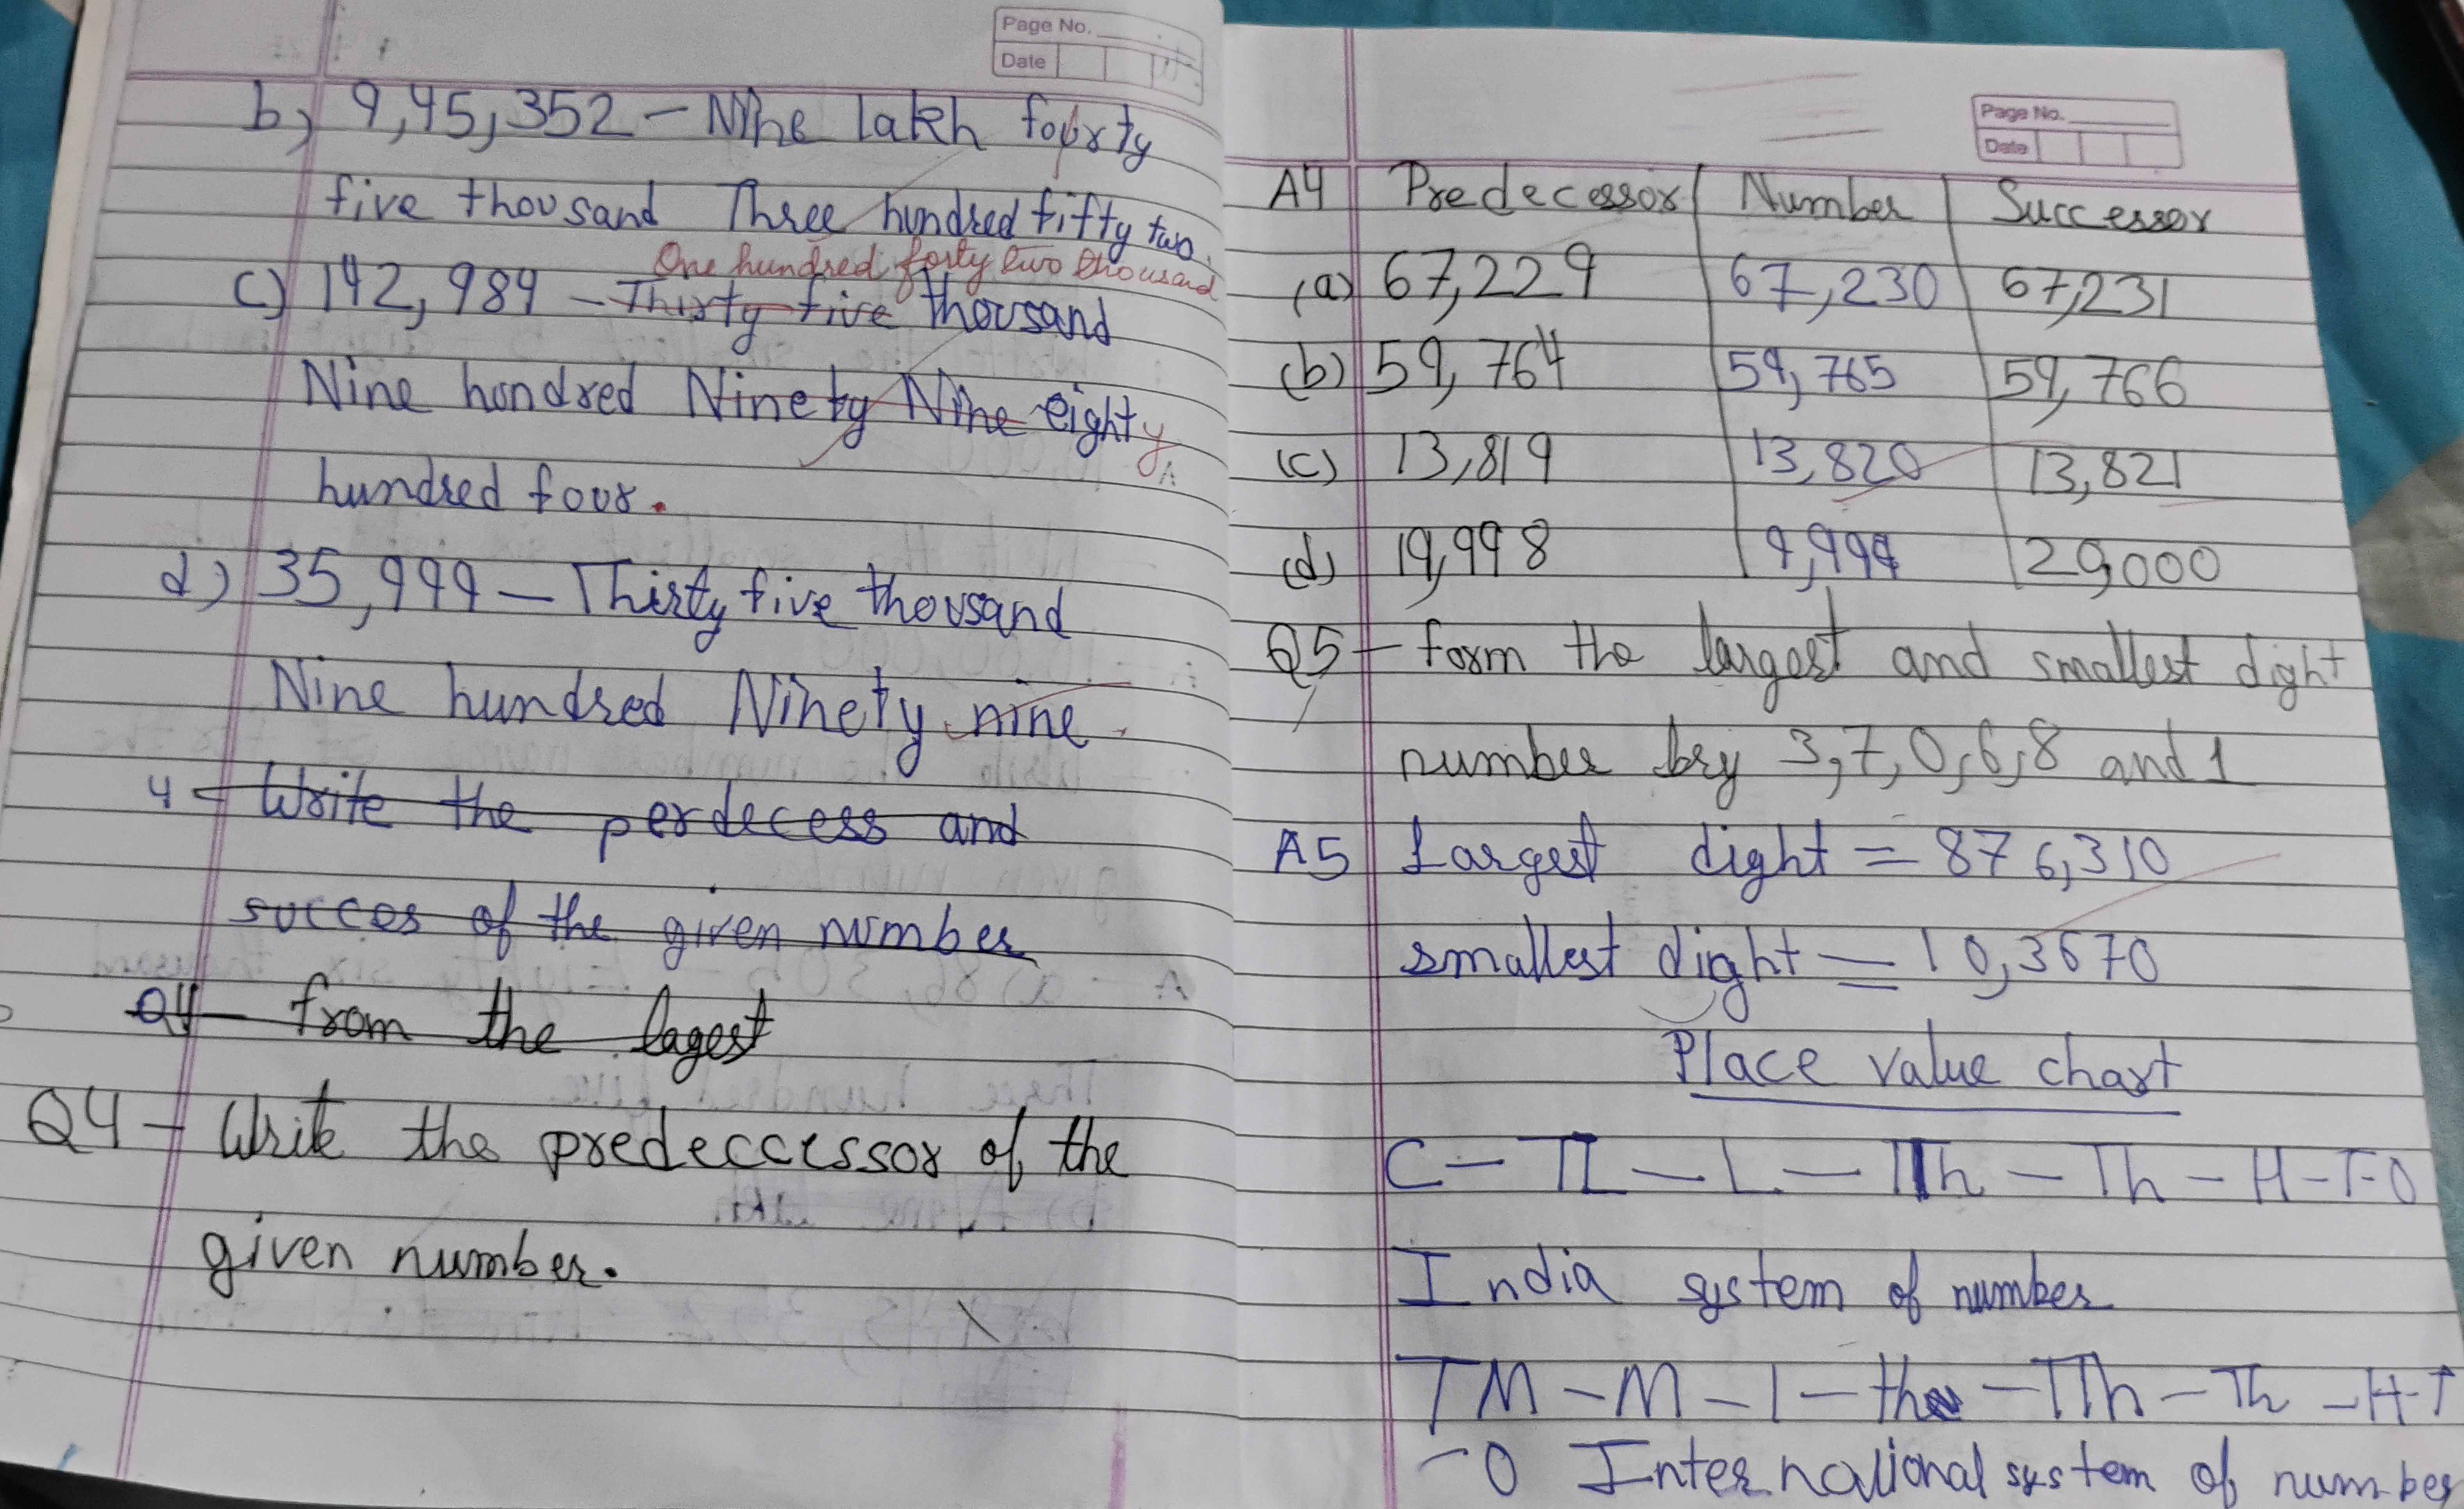 Page No.
Date
b) 9,45,352 – Nine lakh fourty
five thousand Three hundred fifty two.
One hundred forty two thousand
c) 142,984 – Thirty five thousand
Nine hundred Ninety Nine eighty
hundred four.
d) 35,999 – Thirty five thousand
Nine hundred Ninety nine
4 – Write the perdecess and
succes of the given number
Q4 – from the lagest
Q4 – Write the predeccessor of the
given number.
Page No.
Date
A4 Predecessor Number Successor
(a) 67,229 67,230 67,231
(b) 59,764 59,765 59,766
(c) 13,819 13,820 13,821
(d) 19,998 19,999 20,000
Q5 – form the largest and smallest dight
number by 3,7,0,6,8 and 1
A5 Largest dight = 876,310
smallest dight = 10,3670
Place value chart
C – TL – L – TTh – Th – H – T – O
India system of number
TM – M – l – th – TTh – Th – H – T
– O International system of number